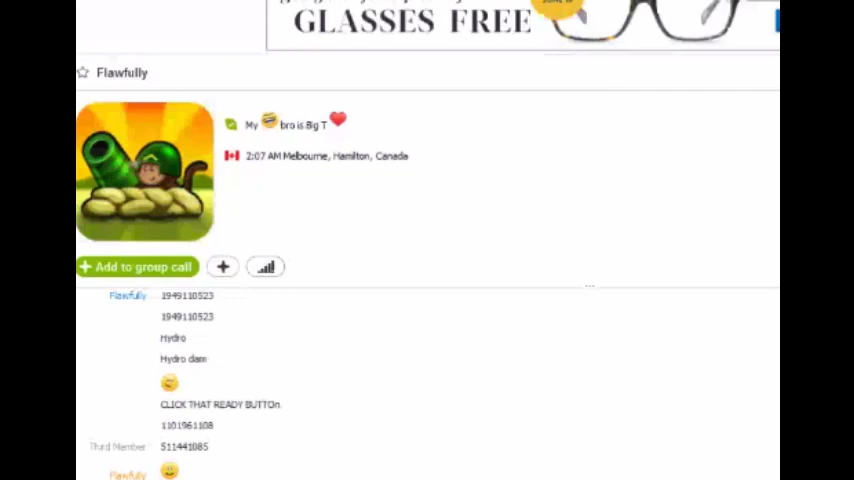 GLASSES FREE
Flawfully
My bro is Big T
2:07 AM Melbourne, Hamilton, Canada
Add to group call
Flawfully 1949110523
1949110523
Hydro
Hydro dam
CLICK THAT READY BUTTOn
1101961108
Third Member 511441085
Flawfully